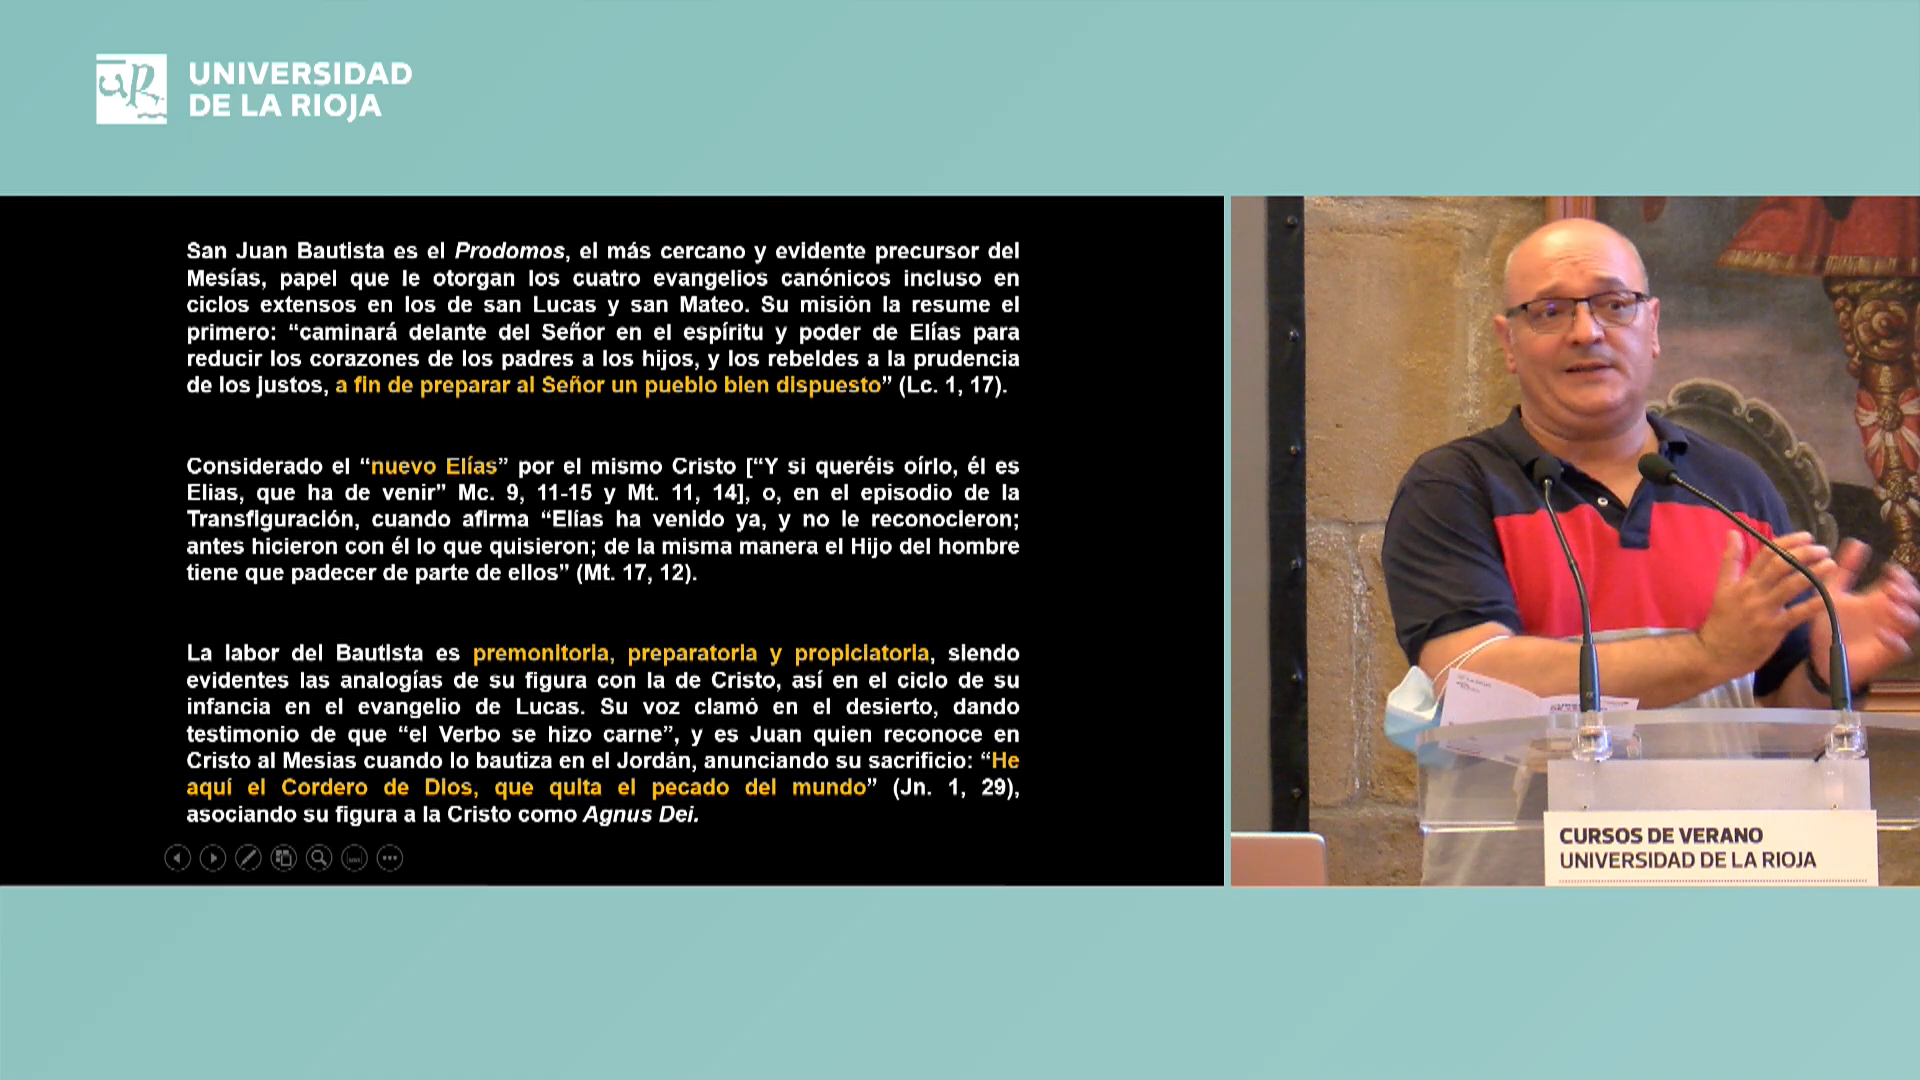 UNIVERSIDAD
DE LA RIOJA
San Juan Bautista es el Prodomos, el más cercano y evidente precursor del
Mesías, papel que le otorgan los cuatro evangelios canónicos incluso en
ciclos extensos en los de san Lucas y san Mateo. Su misión la resume el
primero: “caminará delante del Señor en el espíritu y poder de Elías para
reducir los corazones de los padres a los hijos, y los rebeldes a la prudencia
de los justos, a fin de preparar al Señor un pueblo bien dispuesto” (Lc. 1, 17).
Considerado el “nuevo Elías” por el mismo Cristo [“Y si queréis oírlo, él es
Elias, que ha de venir” Mc. 9, 11-15 y Mt. 11, 14], o, en el episodio de la
Transfiguración, cuando afirma “Elías ha venido ya, y no le reconocieron;
antes hicieron con él lo que quisieron; de la misma manera el Hijo del hombre
tiene que padecer de parte de ellos” (Mt. 17, 12).
La labor del Bautista es premonitoria, preparatoria y propiciatoria, siendo
evidentes las analogías de su figura con la de Cristo, así en el ciclo de su
infancia en el evangelio de Lucas. Su voz clamó en el desierto, dando
testimonio de que “el Verbo se hizo carne”, y es Juan quien reconoce en
Cristo al Mesias cuando lo bautiza en el Jordán, anunciando su sacrificio: “He
aquí el Cordero de Dios, que quita el pecado del mundo” (Jn. 1, 29),
asociando su figura a la Cristo como Agnus Dei.
CURSOS DE VERANO
UNIVERSIDAD DE LA RIOJA